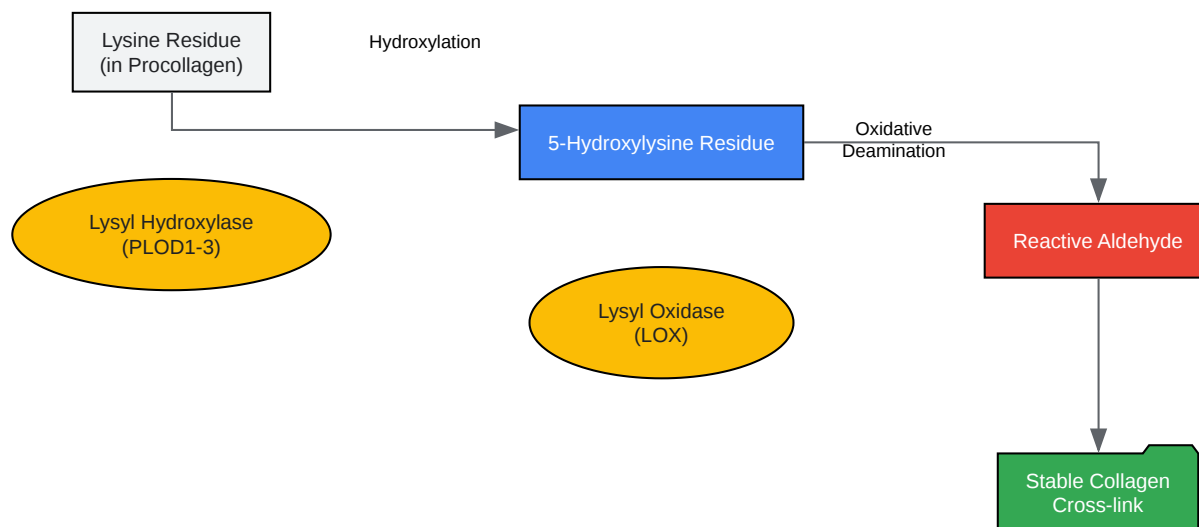 Lysine Residue
(in Procollagen)
Hydroxylation
5-Hydroxylysine Residue
Oxidative
Deamination
Lysyl Hydroxylase
(PLOD1-3)
Reactive Aldehyde
Lysyl Oxidase
(LOX)
Stable Collagen
Cross-link